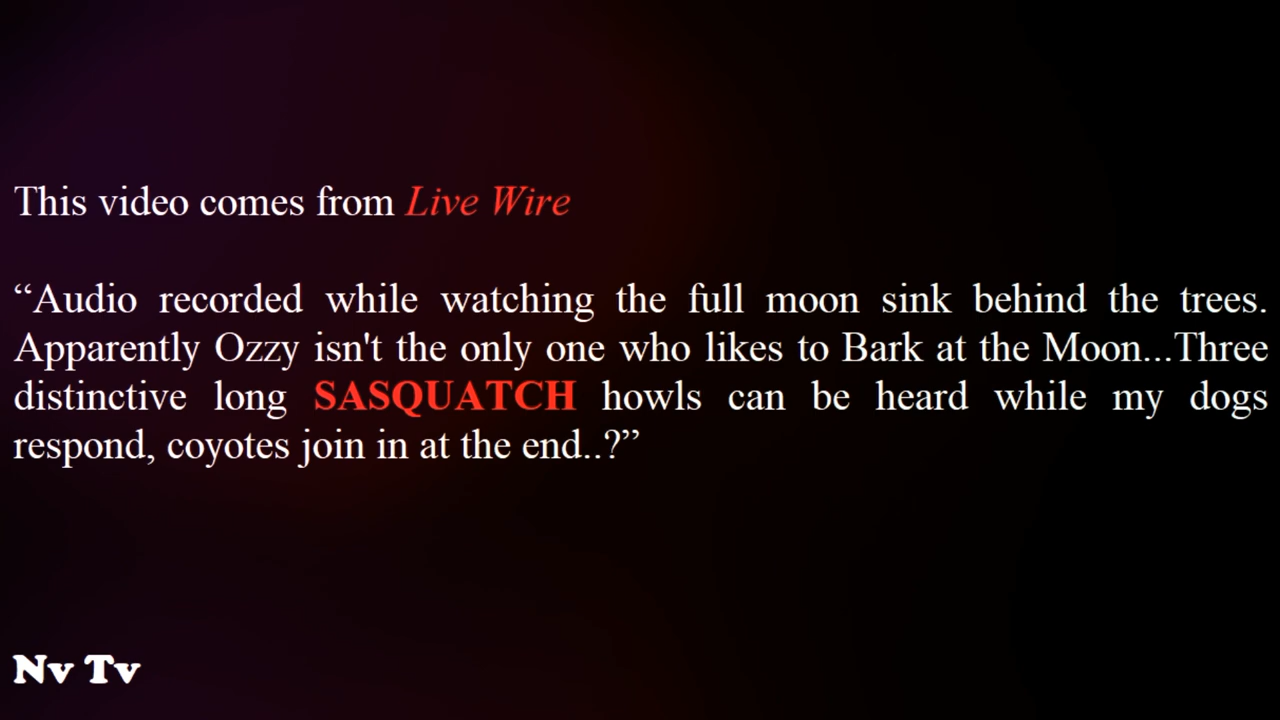 This video comes from Live Wire
“Audio recorded while watching the full moon sink behind the trees.
Apparently Ozzy isn't the only one who likes to Bark at the Moon...Three
distinctive long SASQUATCH howls can be heard while my dogs
respond, coyotes join in at the end..?”
Nv Tv